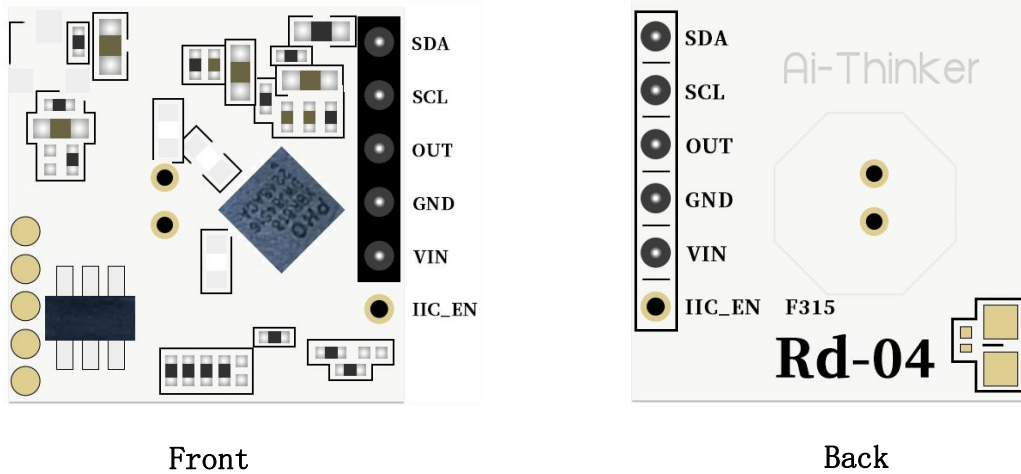 SDA
SCL
OUT
GND
VIN
IIC_EN
Front
Ai-Thinker
SDA
SCL
OUT
GND
VIN
IIC_EN F315
Rd-04
Back